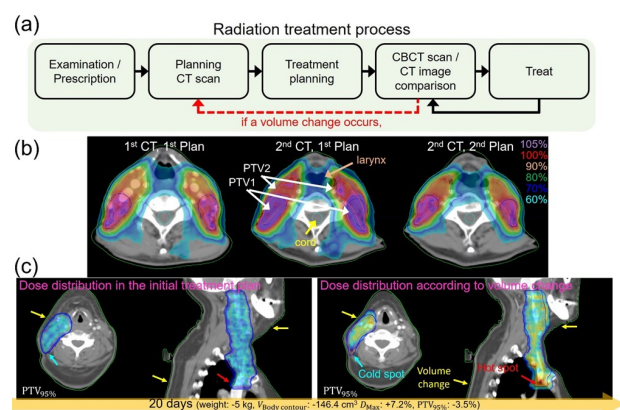 (a)
Radiation treatment process
Examination /
Prescription
Planning
CT scan
Treatment
planning
CBCT scan /
CT image
comparison
Treat
if a volume change occurs,
(b)
1st CT, 1st Plan
2nd CT, 1st Plan
2nd CT, 2nd Plan
105%
100%
90%
80%
70%
60%
larynx
PTV2
PTV1
cord
(c)
Dose distribution in the initial treatment plan
Dose distribution according to volume change
Cold spot
Volume
change
Hot spot
PTV95%
PTV95%
20 days (weight: -5 kg, VBody contour: -146.4 cm3 DMax: +7.2%, PTV95%: -3.5%)